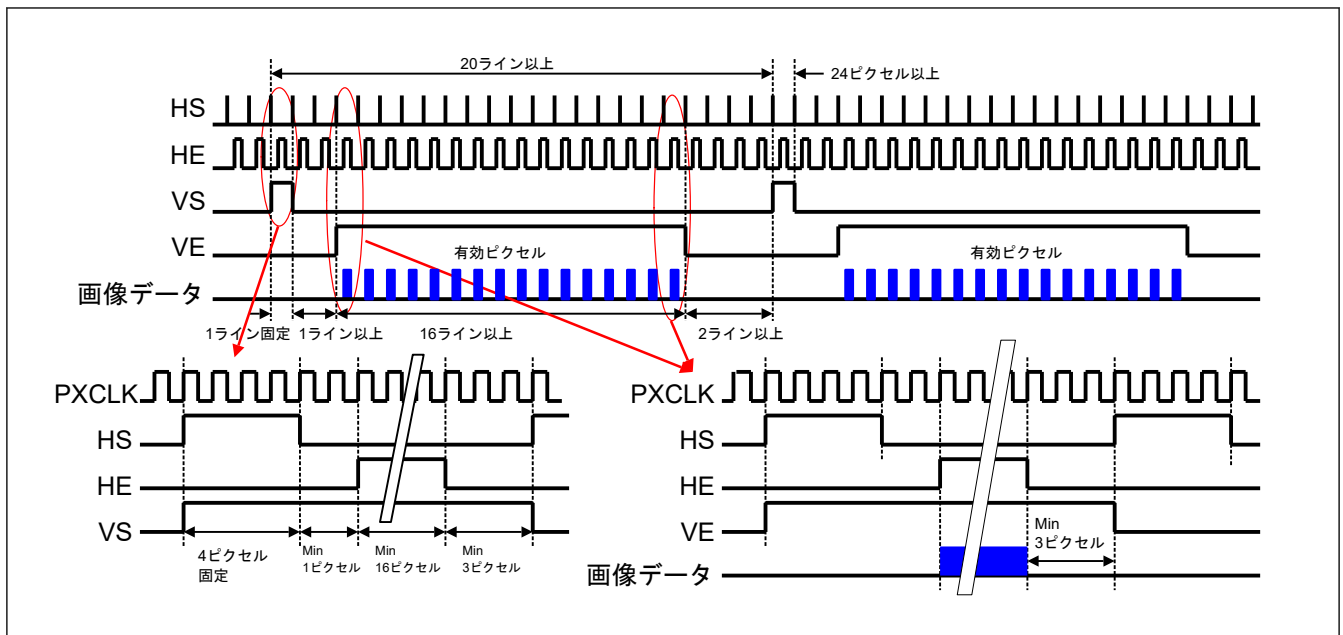 20ライン以上
24ピクセル以上
HS
HE
VS
VE
有効ピクセル
有効ピクセル
画像データ
1ライン固定
1ライン以上
16ライン以上
2ライン以上
PXCLK
HS
HE
VS
4ピクセル
固定
Min
1ピクセル
Min
16ピクセル
Min
3ピクセル
PXCLK
HS
HE
VE
Min
3ピクセル
画像データ